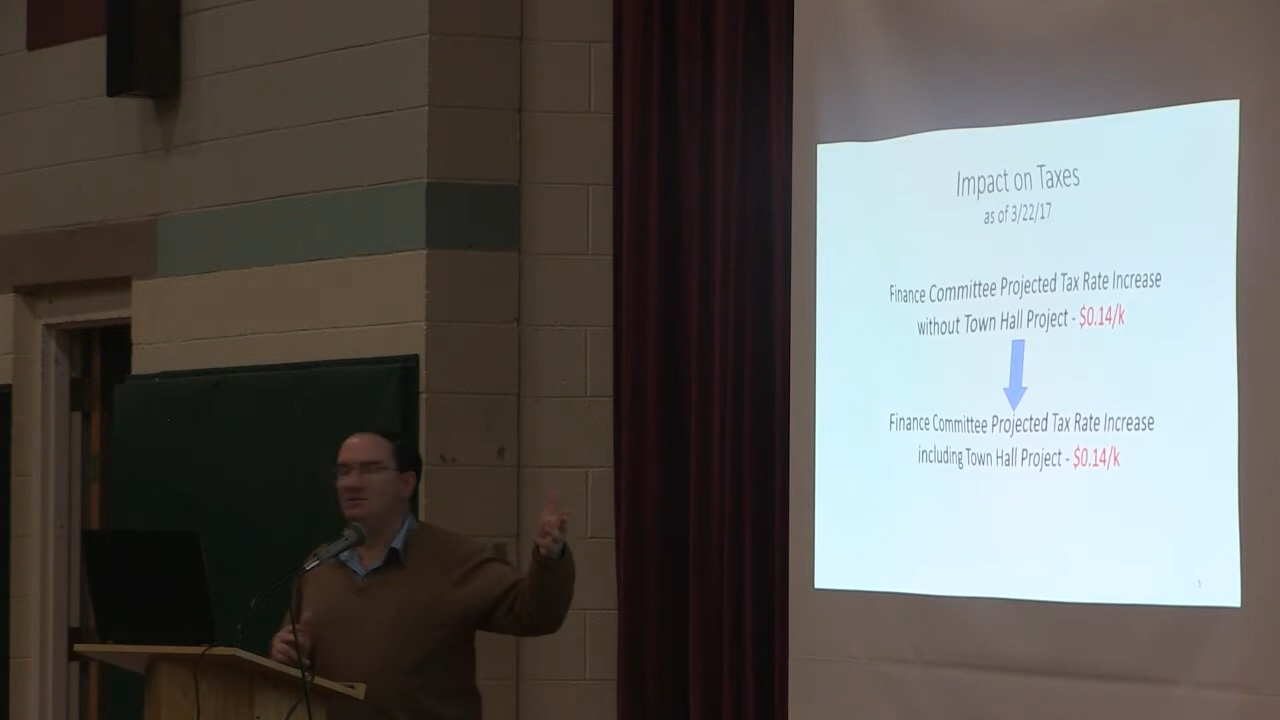 Impact on Taxes
as of 3/22/17
Finance Committee Projected Tax Rate Increase
without Town Hall Project - $0.14/k
Finance Committee Projected Tax Rate Increase
including Town Hall Project - $0.14/k